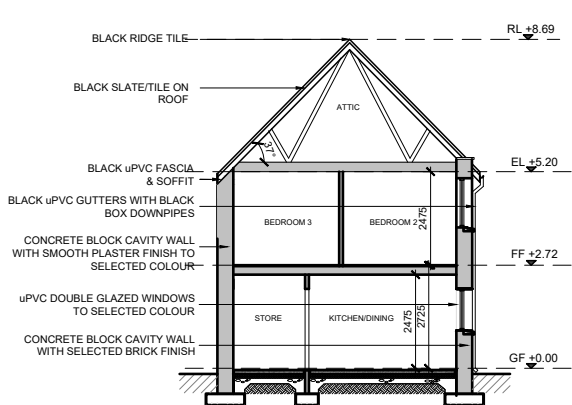 BLACK RIDGE TILE
RL +8.69
BLACK SLATE/TILE ON
ROOF
ATTIC
37°
BLACK uPVC FASCIA
& SOFFIT
EL +5.20
BLACK uPVC GUTTERS WITH BLACK
BOX DOWNPIPES
BEDROOM 3
BEDROOM 2
2475
CONCRETE BLOCK CAVITY WALL
WITH SMOOTH PLASTER FINISH TO
SELECTED COLOUR
FF +2.72
uPVC DOUBLE GLAZED WINDOWS
TO SELECTED COLOUR
STORE
KITCHEN/DINING
2475
2725
CONCRETE BLOCK CAVITY WALL
WITH SELECTED BRICK FINISH
GF +0.00